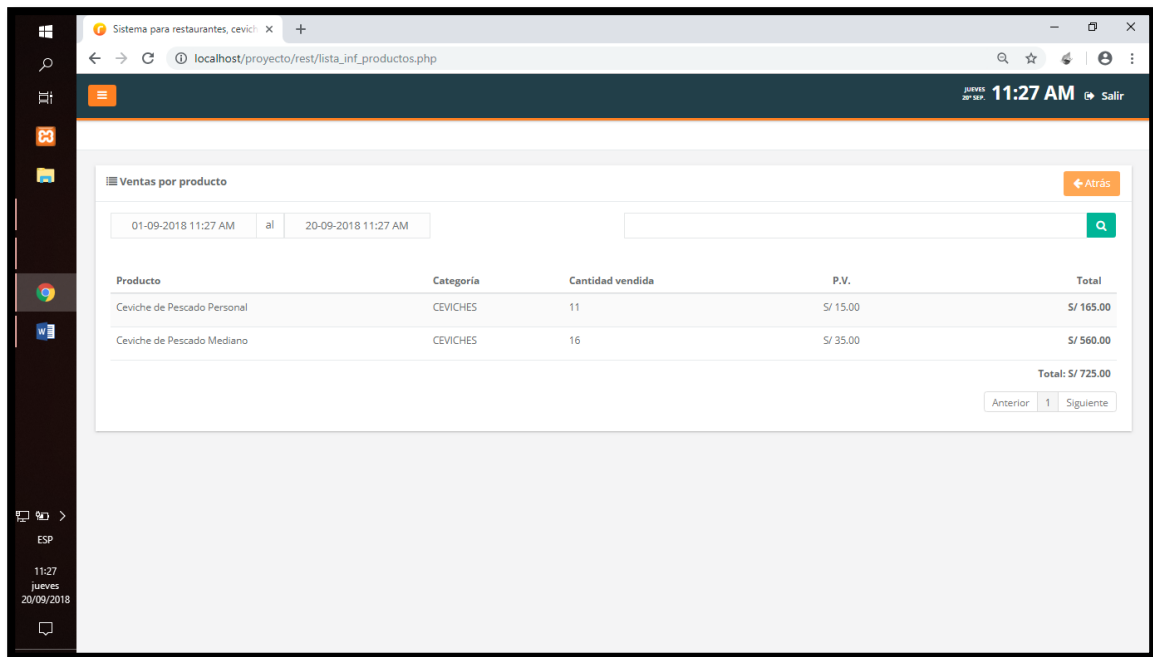 Sistema para restaurantes, cevich
localhost/proyecto/rest/lista_inf_productos.php
JUEVES 20° SEP. 11:27 AM Salir
Ventas por producto Atrás
01-09-2018 11:27 AM al 20-09-2018 11:27 AM
Producto Categoría Cantidad vendida P.V. Total
Ceviche de Pescado Personal CEVICHES 11 S/ 15.00 S/ 165.00
Ceviche de Pescado Mediano CEVICHES 16 S/ 35.00 S/ 560.00
Total: S/ 725.00
Anterior 1 Siguiente
ESP
11:27
jueves
20/09/2018